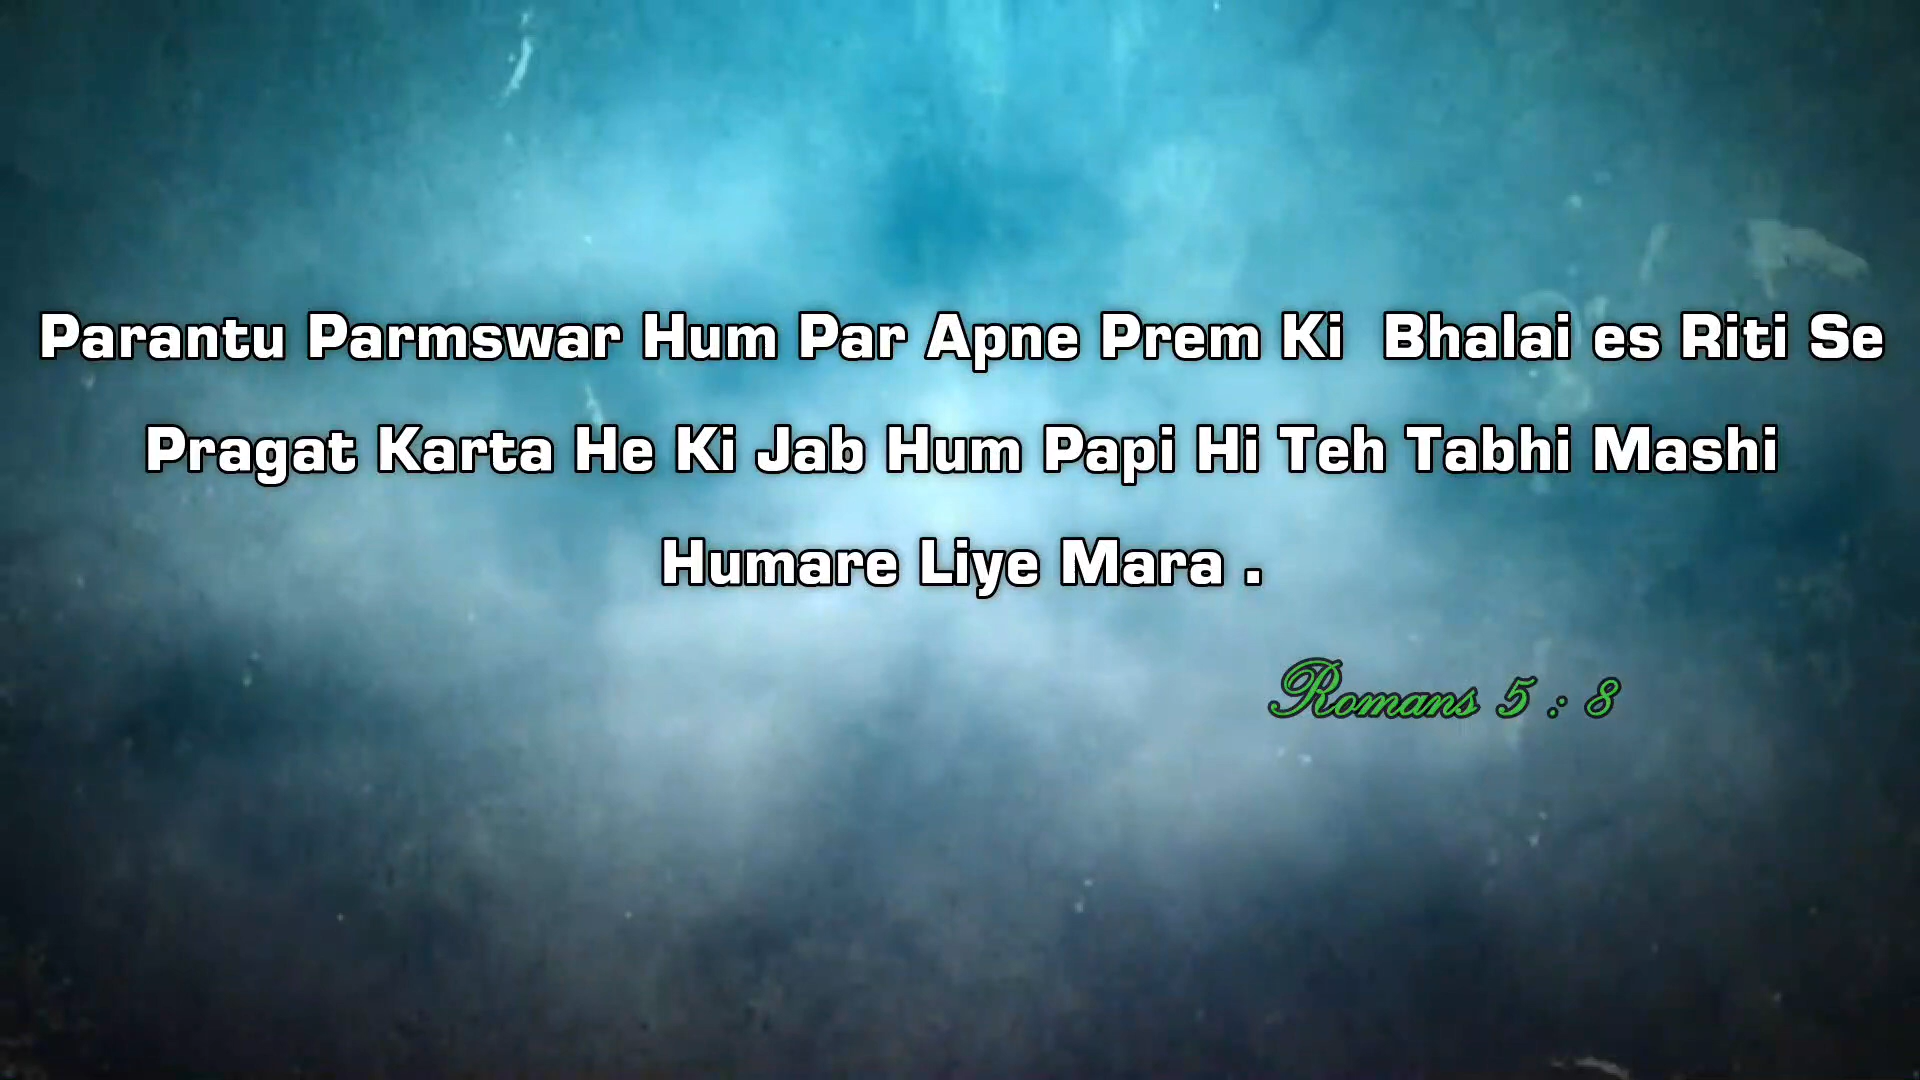 Parantu Parmswar Hum Par Apne Prem Ki  Bhalai es Riti Se
Pragat Karta He Ki Jab Hum Papi Hi Teh Tabhi Mashi
Humare Liye Mara .
Romans 5 : 8